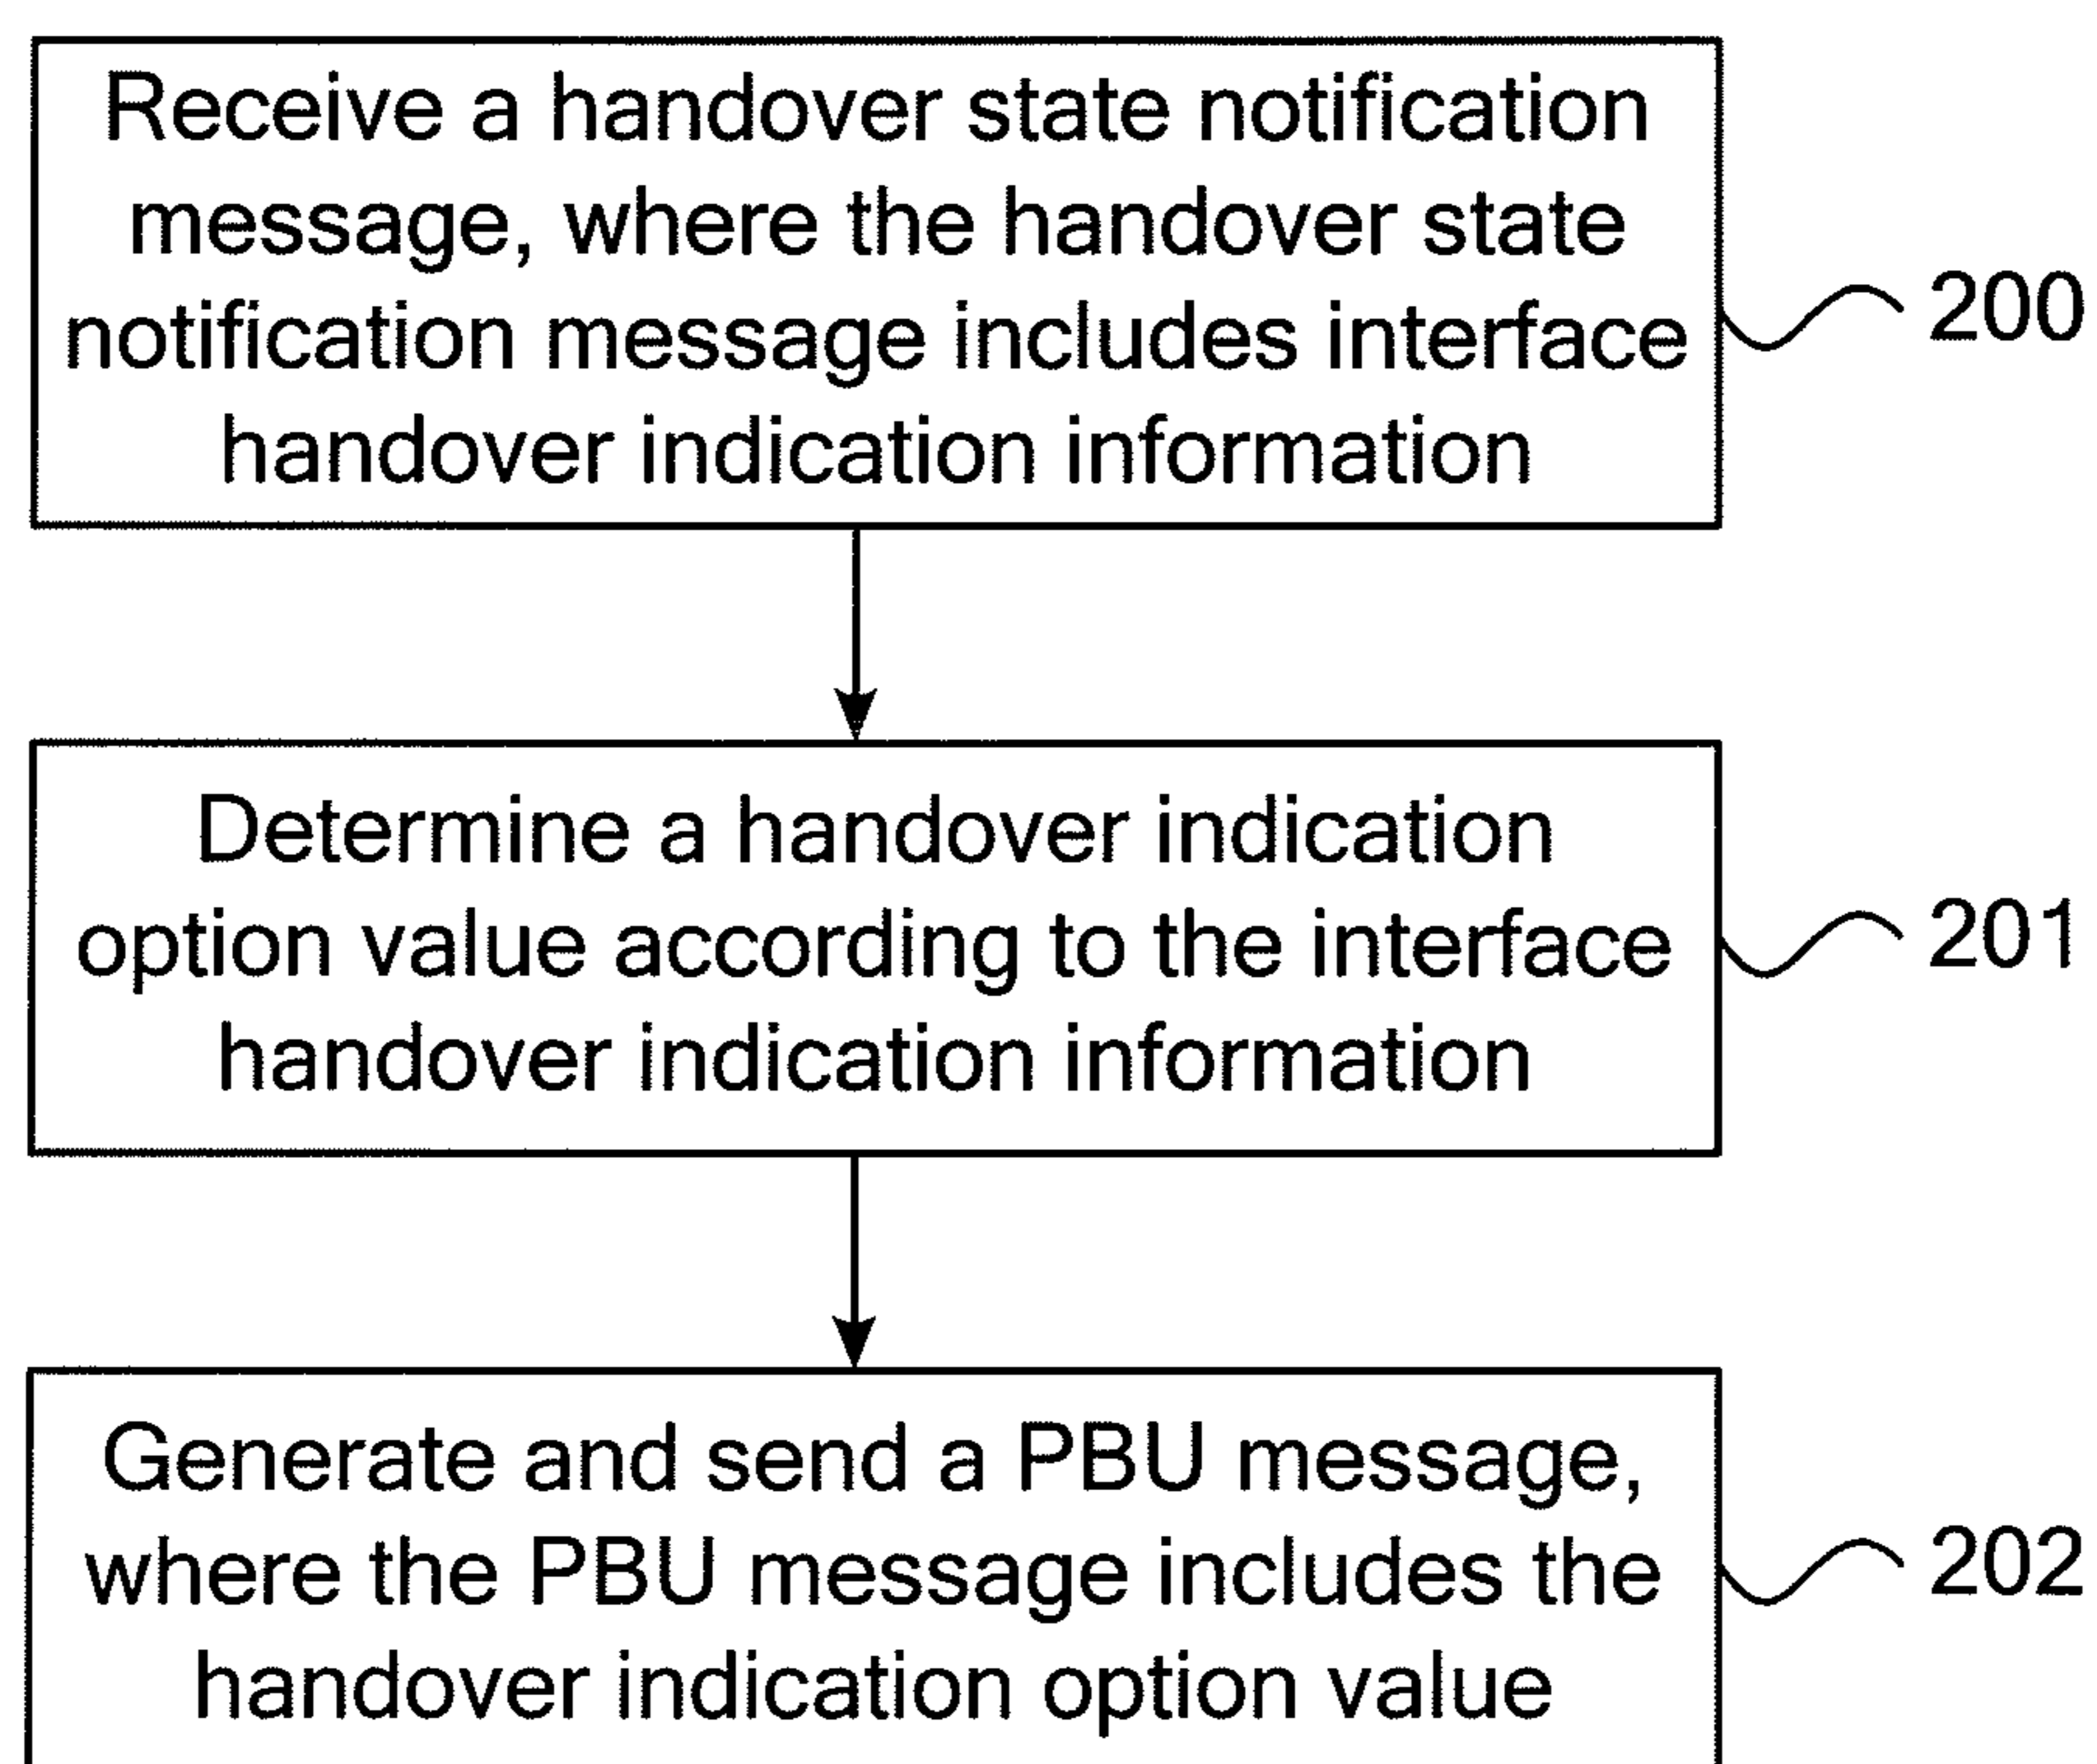 Receive a handover state notification
message, where the handover state
notification message includes interface
handover indication information
200
Determine a handover indication
option value according to the interface
handover indication information
201
Generate and send a PBU message,
where the PBU message includes the
handover indication option value
202